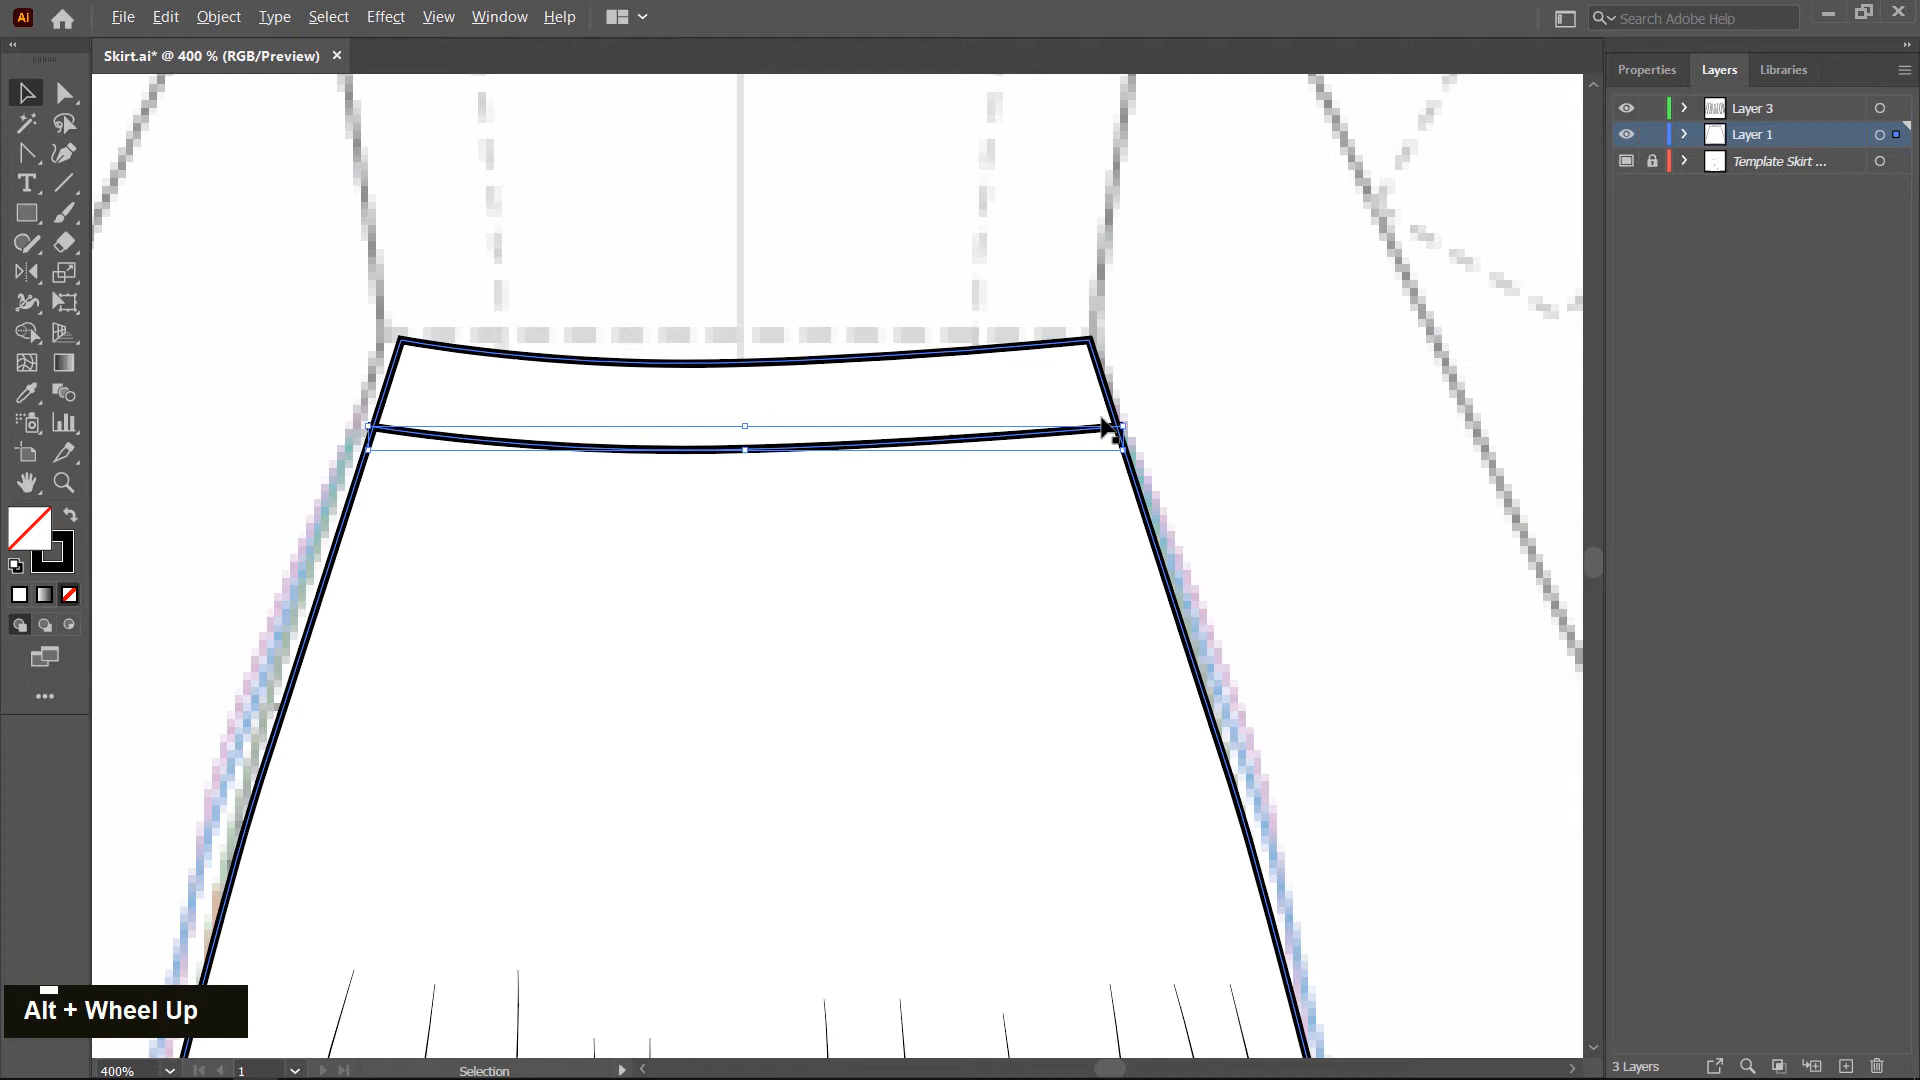 Ai File Edit Object Type Select Effect View Window Help Search Adobe Help
Skirt.ai* @ 400 % (RGB/Preview)
Properties Layers Libraries
Layer 3
Layer 1
Template Skirt ...
Alt + Wheel Up
400% 1 Selection 3 Layers